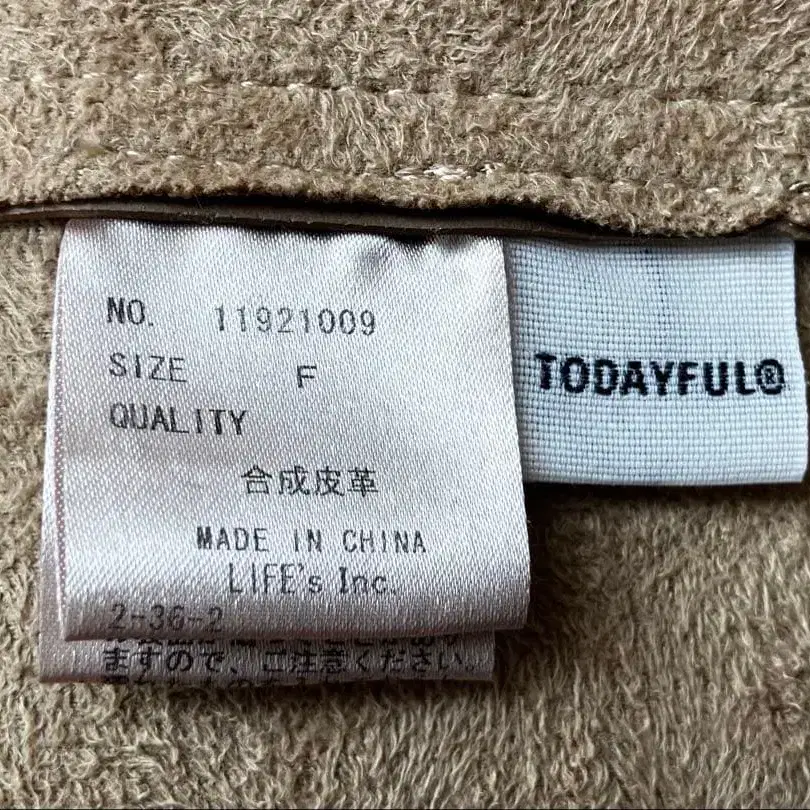 NO. 11921009
SIZE F
QUALITY
合成皮革
MADE IN CHINA
LIFE's Inc.
2-36-2
ますので、ご注意ください。
TODAYFUL®